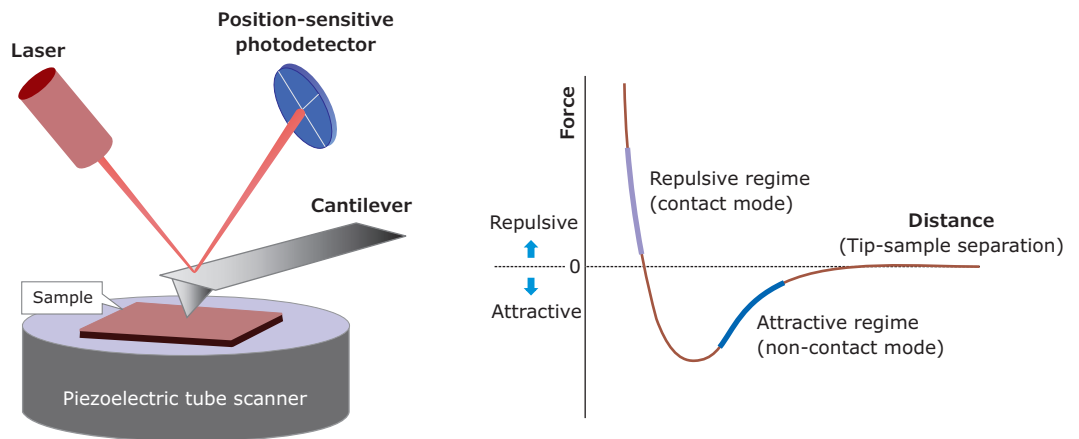 Laser
Position-sensitive
photodetector
Cantilever
Sample
Piezoelectric tube scanner
Force
Repulsive regime
(contact mode)
Distance
(Tip-sample separation)
Repulsive
0
Attractive
Attractive regime
(non-contact mode)